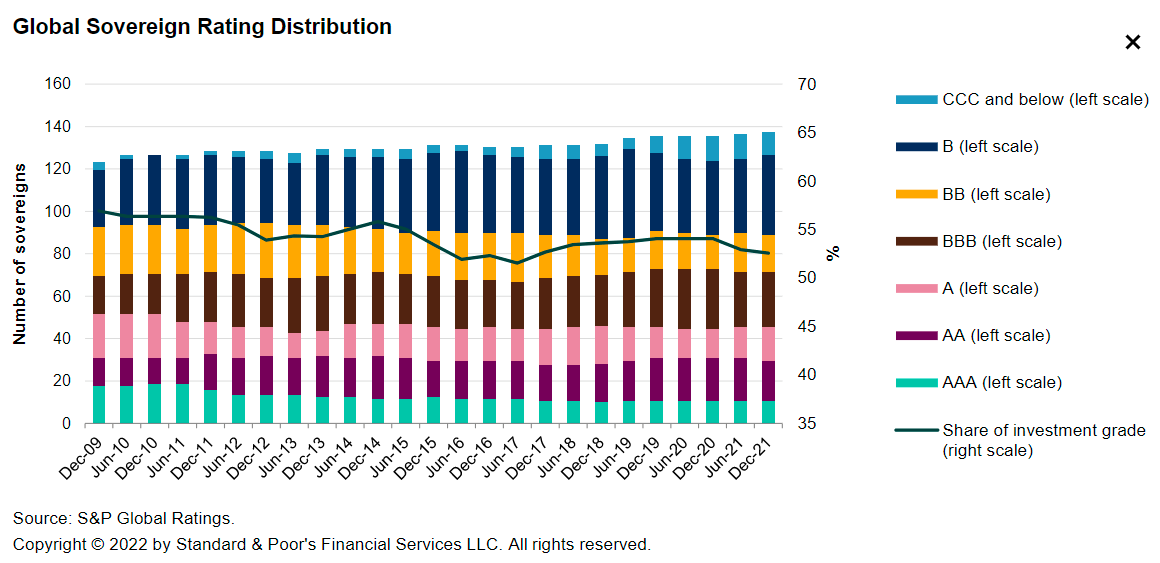 Global Sovereign Rating Distribution
×
160
140
120
100
80
60
40
20
0
Number of sovereigns
70
65
60
55
50
45
40
35
%
Dec-09
Jun-10
Dec-10
Jun-11
Dec-11
Jun-12
Dec-12
Jun-13
Dec-13
Jun-14
Dec-14
Jun-15
Dec-15
Jun-16
Dec-16
Jun-17
Dec-17
Jun-18
Dec-18
Jun-19
Dec-19
Jun-20
Dec-20
Jun-21
Dec-21
CCC and below (left scale)
B (left scale)
BB (left scale)
BBB (left scale)
A (left scale)
AA (left scale)
AAA (left scale)
Share of investment grade
(right scale)
Source: S&P Global Ratings.
Copyright © 2022 by Standard & Poor's Financial Services LLC. All rights reserved.